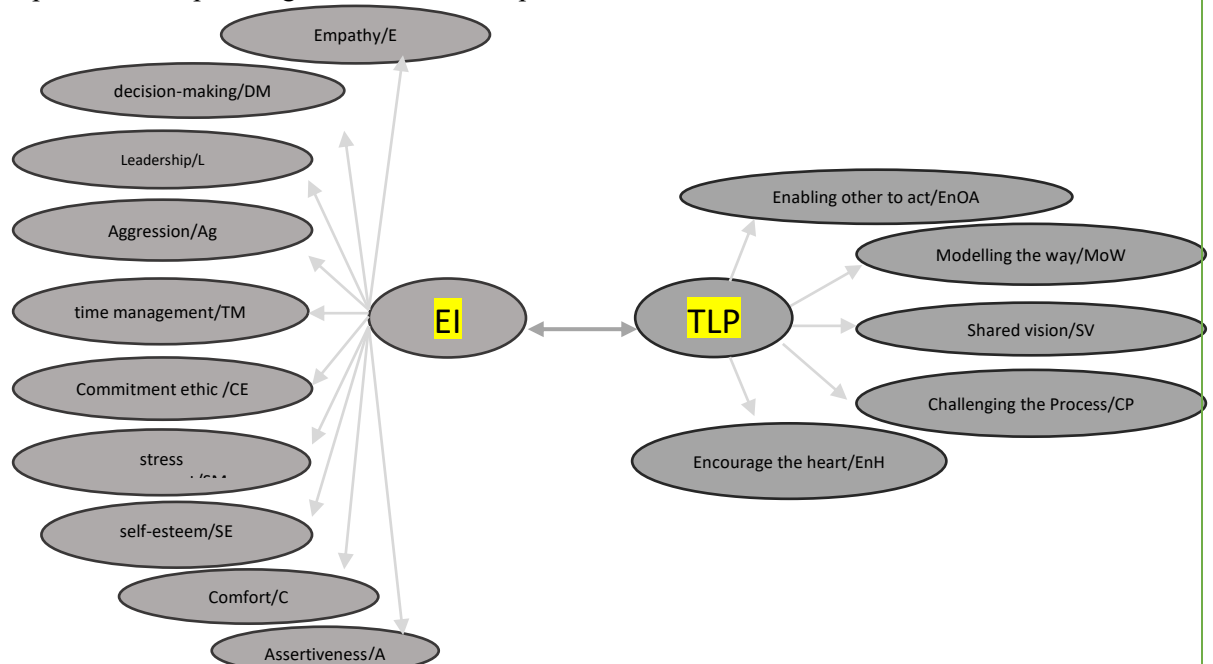 Empathy/E
decision-making/DM
Leadership/L
Aggression/Ag
time management/TM
Commitment ethic /CE
stress
self-esteem/SE
Comfort/C
Assertiveness/A
EI
TLP
Enabling other to act/EnOA
Modelling the way/MoW
Shared vision/SV
Challenging the Process/CP
Encourage the heart/EnH